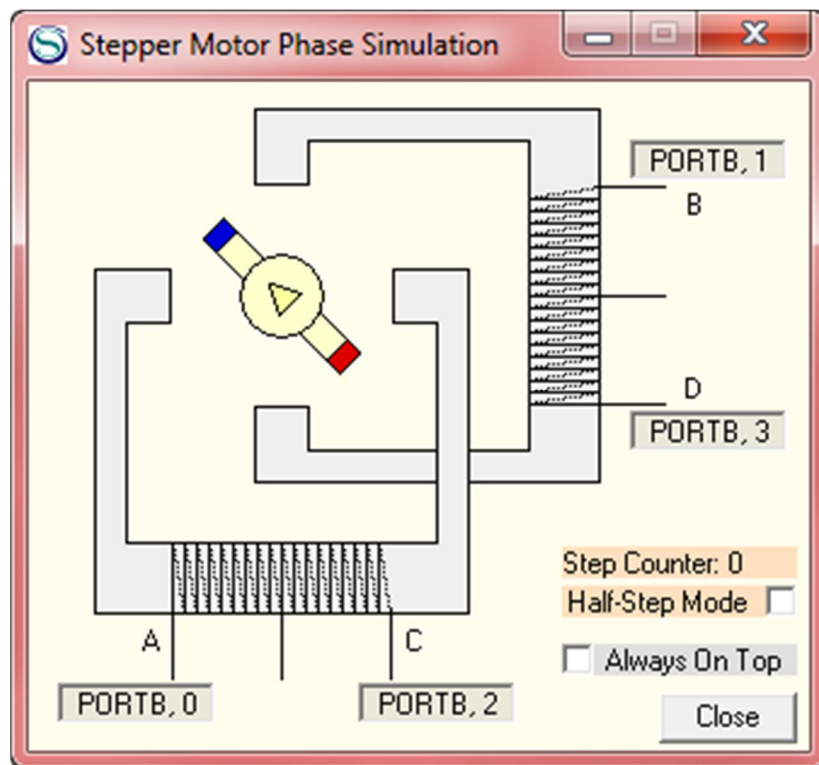 Stepper Motor Phase Simulation
PORTB, 1
B
D
PORTB, 3
Step Counter: 0
Half-Step Mode
A
C
Always On Top
PORTB, 0
PORTB, 2
Close